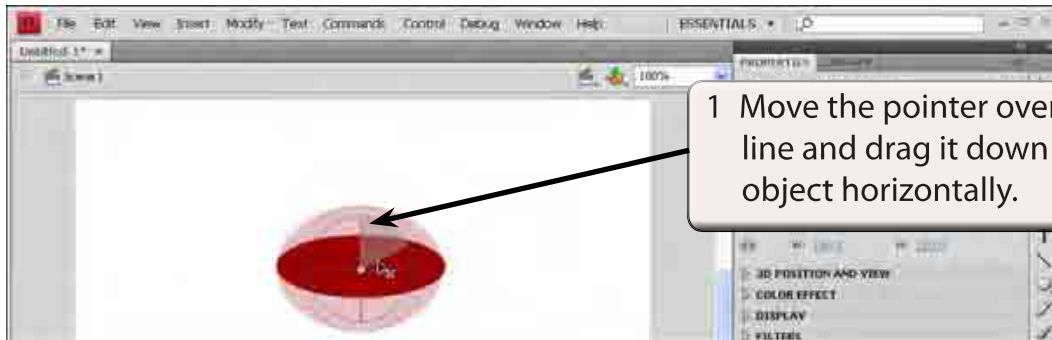 File Edit View Insert Modify Text Commands Control Debug Window Help ESSENTIALS
Untitled-1*
Scene 1 100%
PROPERTIES
1 Move the pointer over
line and drag it down
object horizontally.
3D POSITION AND VIEW
COLOR EFFECT
DISPLAY
FILTERS